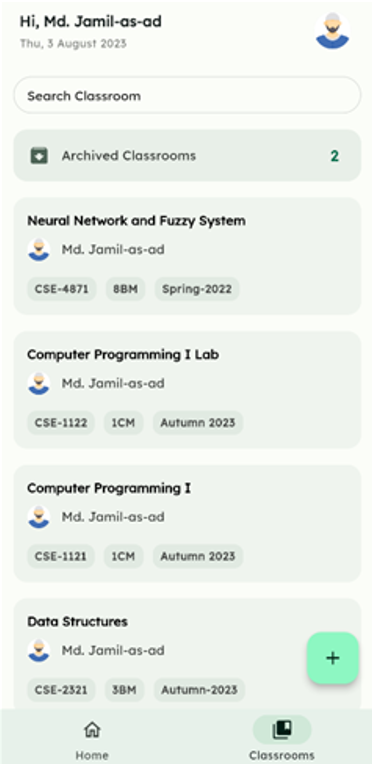 Hi, Md. Jamil-as-ad
Thu, 3 August 2023
Search Classroom
Archived Classrooms 2
Neural Network and Fuzzy System
Md. Jamil-as-ad
CSE-4871 8BM Spring-2022
Computer Programming I Lab
Md. Jamil-as-ad
CSE-1122 1CM Autumn 2023
Computer Programming I
Md. Jamil-as-ad
CSE-1121 1CM Autumn 2023
Data Structures
Md. Jamil-as-ad
CSE-2321 3BM Autumn-2023
+
Home Classrooms